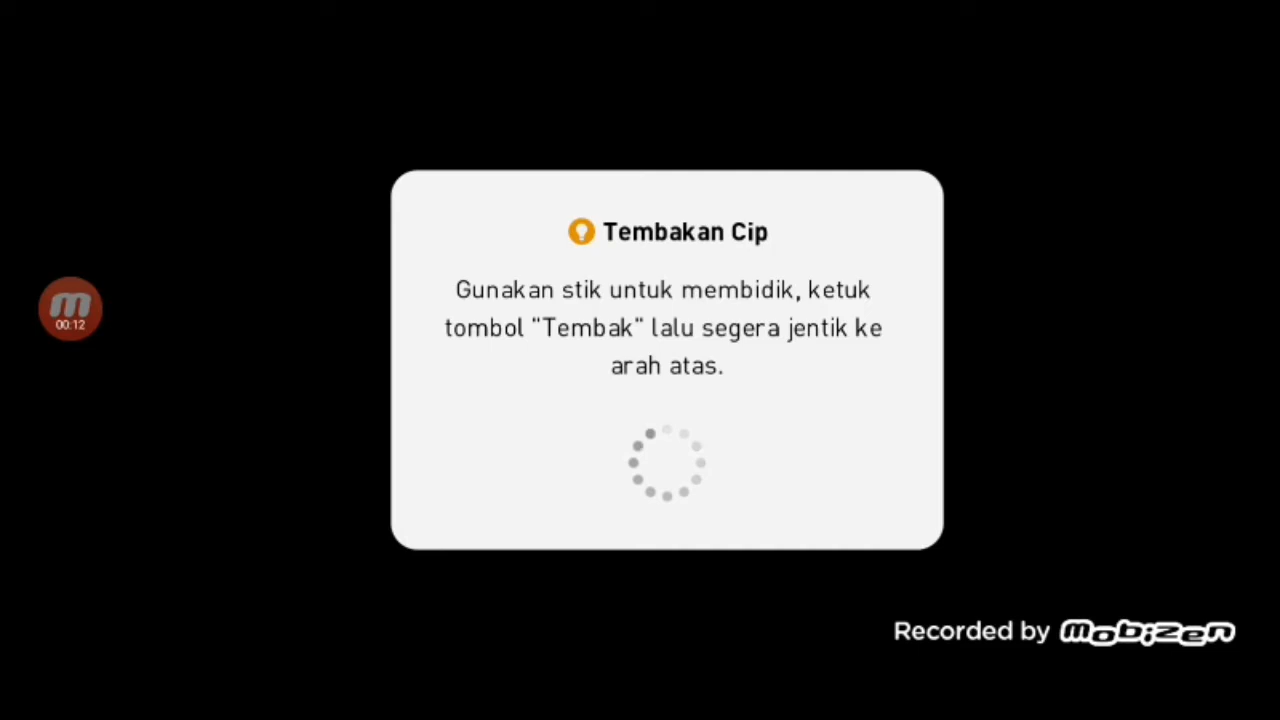 Tembakan Cip
Gunakan stik untuk membidik, ketuk
tombol "Tembak" lalu segera jentik ke
arah atas.
m
00:12
Recorded by mobizen